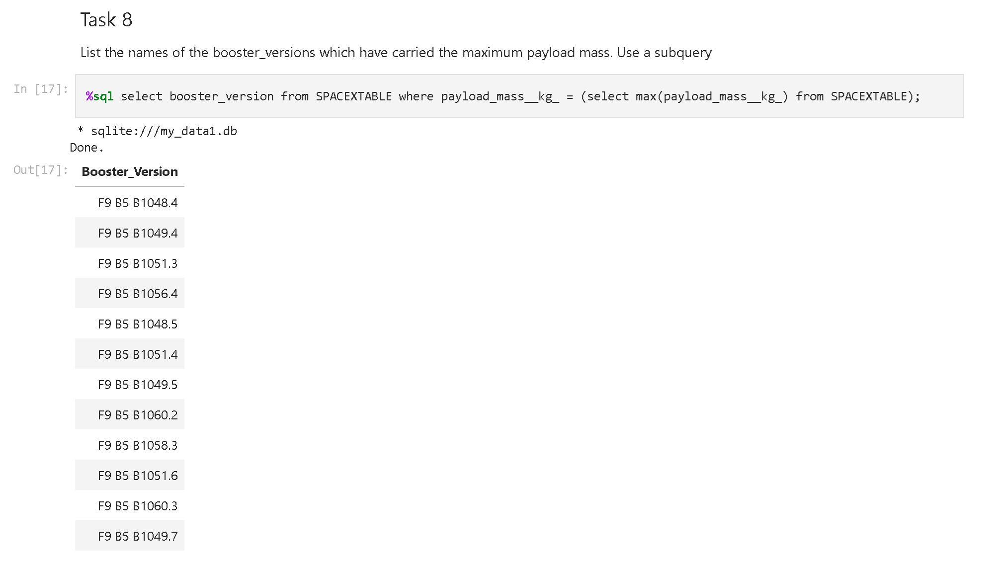 Task 8
List the names of the booster_versions which have carried the maximum payload mass. Use a subquery
In [17]:
%sql select booster_version from SPACEXTABLE where payload_mass__kg_ = (select max(payload_mass__kg_) from SPACEXTABLE);
* sqlite:///my_data1.db
Done.
Out[17]:
Booster_Version
F9 B5 B1048.4
F9 B5 B1049.4
F9 B5 B1051.3
F9 B5 B1056.4
F9 B5 B1048.5
F9 B5 B1051.4
F9 B5 B1049.5
F9 B5 B1060.2
F9 B5 B1058.3
F9 B5 B1051.6
F9 B5 B1060.3
F9 B5 B1049.7